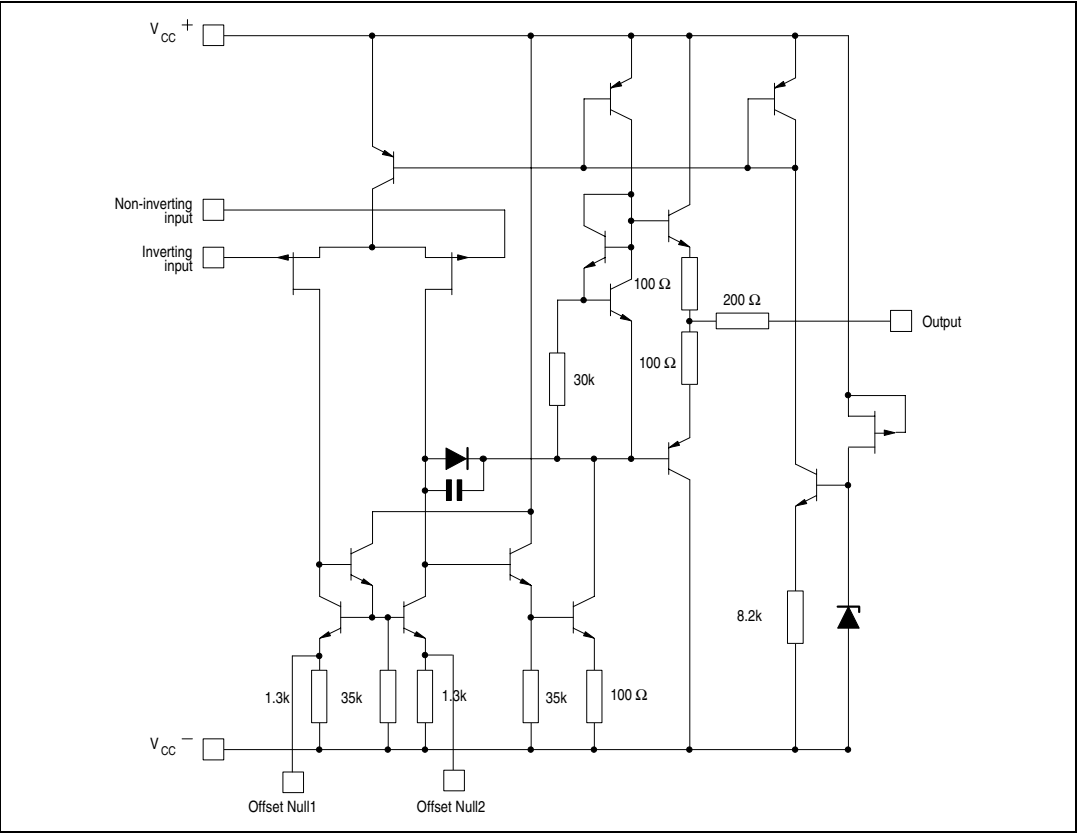 V CC +
Non-inverting
input
Inverting
input
100 Ω
200 Ω
Output
100 Ω
30k
8.2k
1.3k
35k
1.3k
35k
100 Ω
V CC −
Offset Null1
Offset Null2